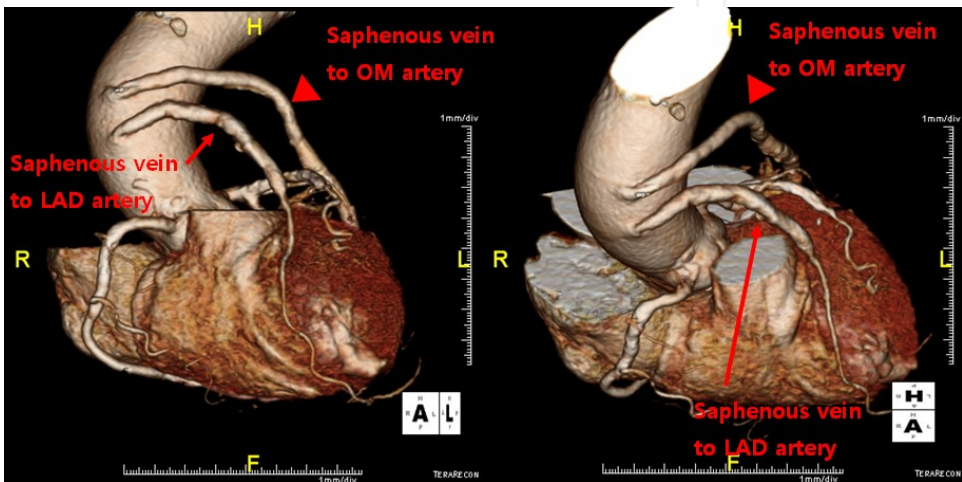 H
Saphenous vein
to OM artery
1mm/div
Saphenous vein
to LAD artery
R
L
A
L
F
1mm/div
TERARECON
H
Saphenous vein
to OM artery
1mm/div
R
L
H
A
Saphenous vein
to LAD artery
F
1mm/div
TERARECON